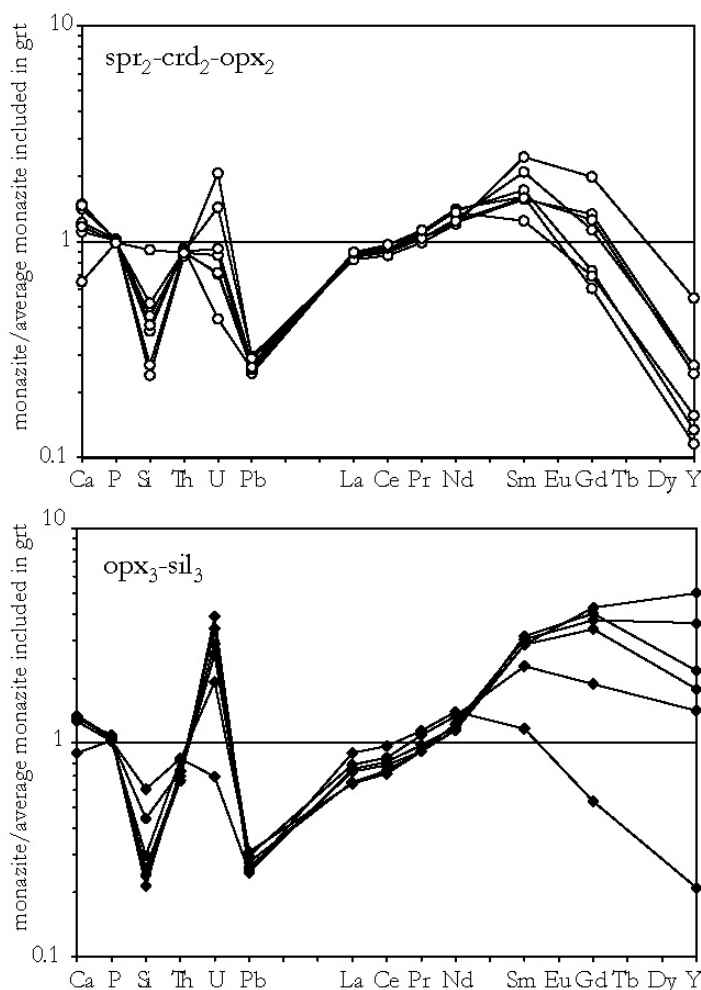 10
spr₂-crd₂-opx₂
monazite/average monazite included in grt
1
0.1
Ca P Si Th U Pb La Ce Pr Nd Sm Eu Gd Tb Dy Y
10
opx₃-sil₃
monazite/average monazite included in grt
1
0.1
Ca P Si Th U Pb La Ce Pr Nd Sm Eu Gd Tb Dy Y